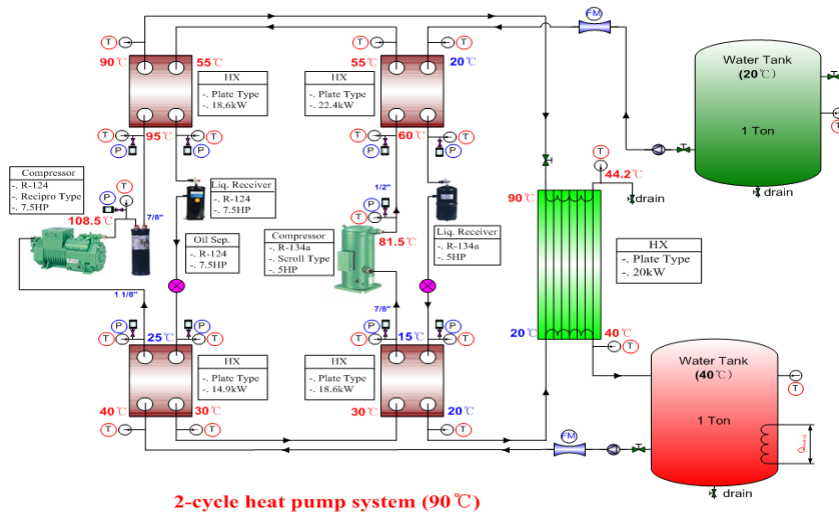 FM
T
T
90℃
55℃
HX
-. Plate Type
-. 18.6kW
T
T
55℃
20℃
HX
-. Plate Type
-. 22.4kW
Water Tank
(20℃)
1 Ton
T
drain
T
95℃
T
P
P
T
60℃
T
P
P
Compressor
-. R-124
-. Recipro Type
-. 7.5HP
T
P
108.5℃
7/8"
Liq. Receiver
-. R-124
-. 7.5HP
Oil Sep.
-. R-124
-. 7.5HP
1/2"
P
T
81.5℃
Compressor
-. R-134a
-. Scroll Type
-. 5HP
Liq. Receiver
-. R-134a
-. 5HP
T
44.2℃
drain
90℃
HX
-. Plate Type
-. 20kW
20℃
40℃
T
1 1/8"
P
P
T
25℃
T
7/8"
P
P
T
15℃
T
HX
-. Plate Type
-. 14.9kW
40℃
30℃
T
T
HX
-. Plate Type
-. 18.6kW
30℃
20℃
T
T
FM
Water Tank
(40℃)
1 Ton
T
drain
2-cycle heat pump system (90℃)